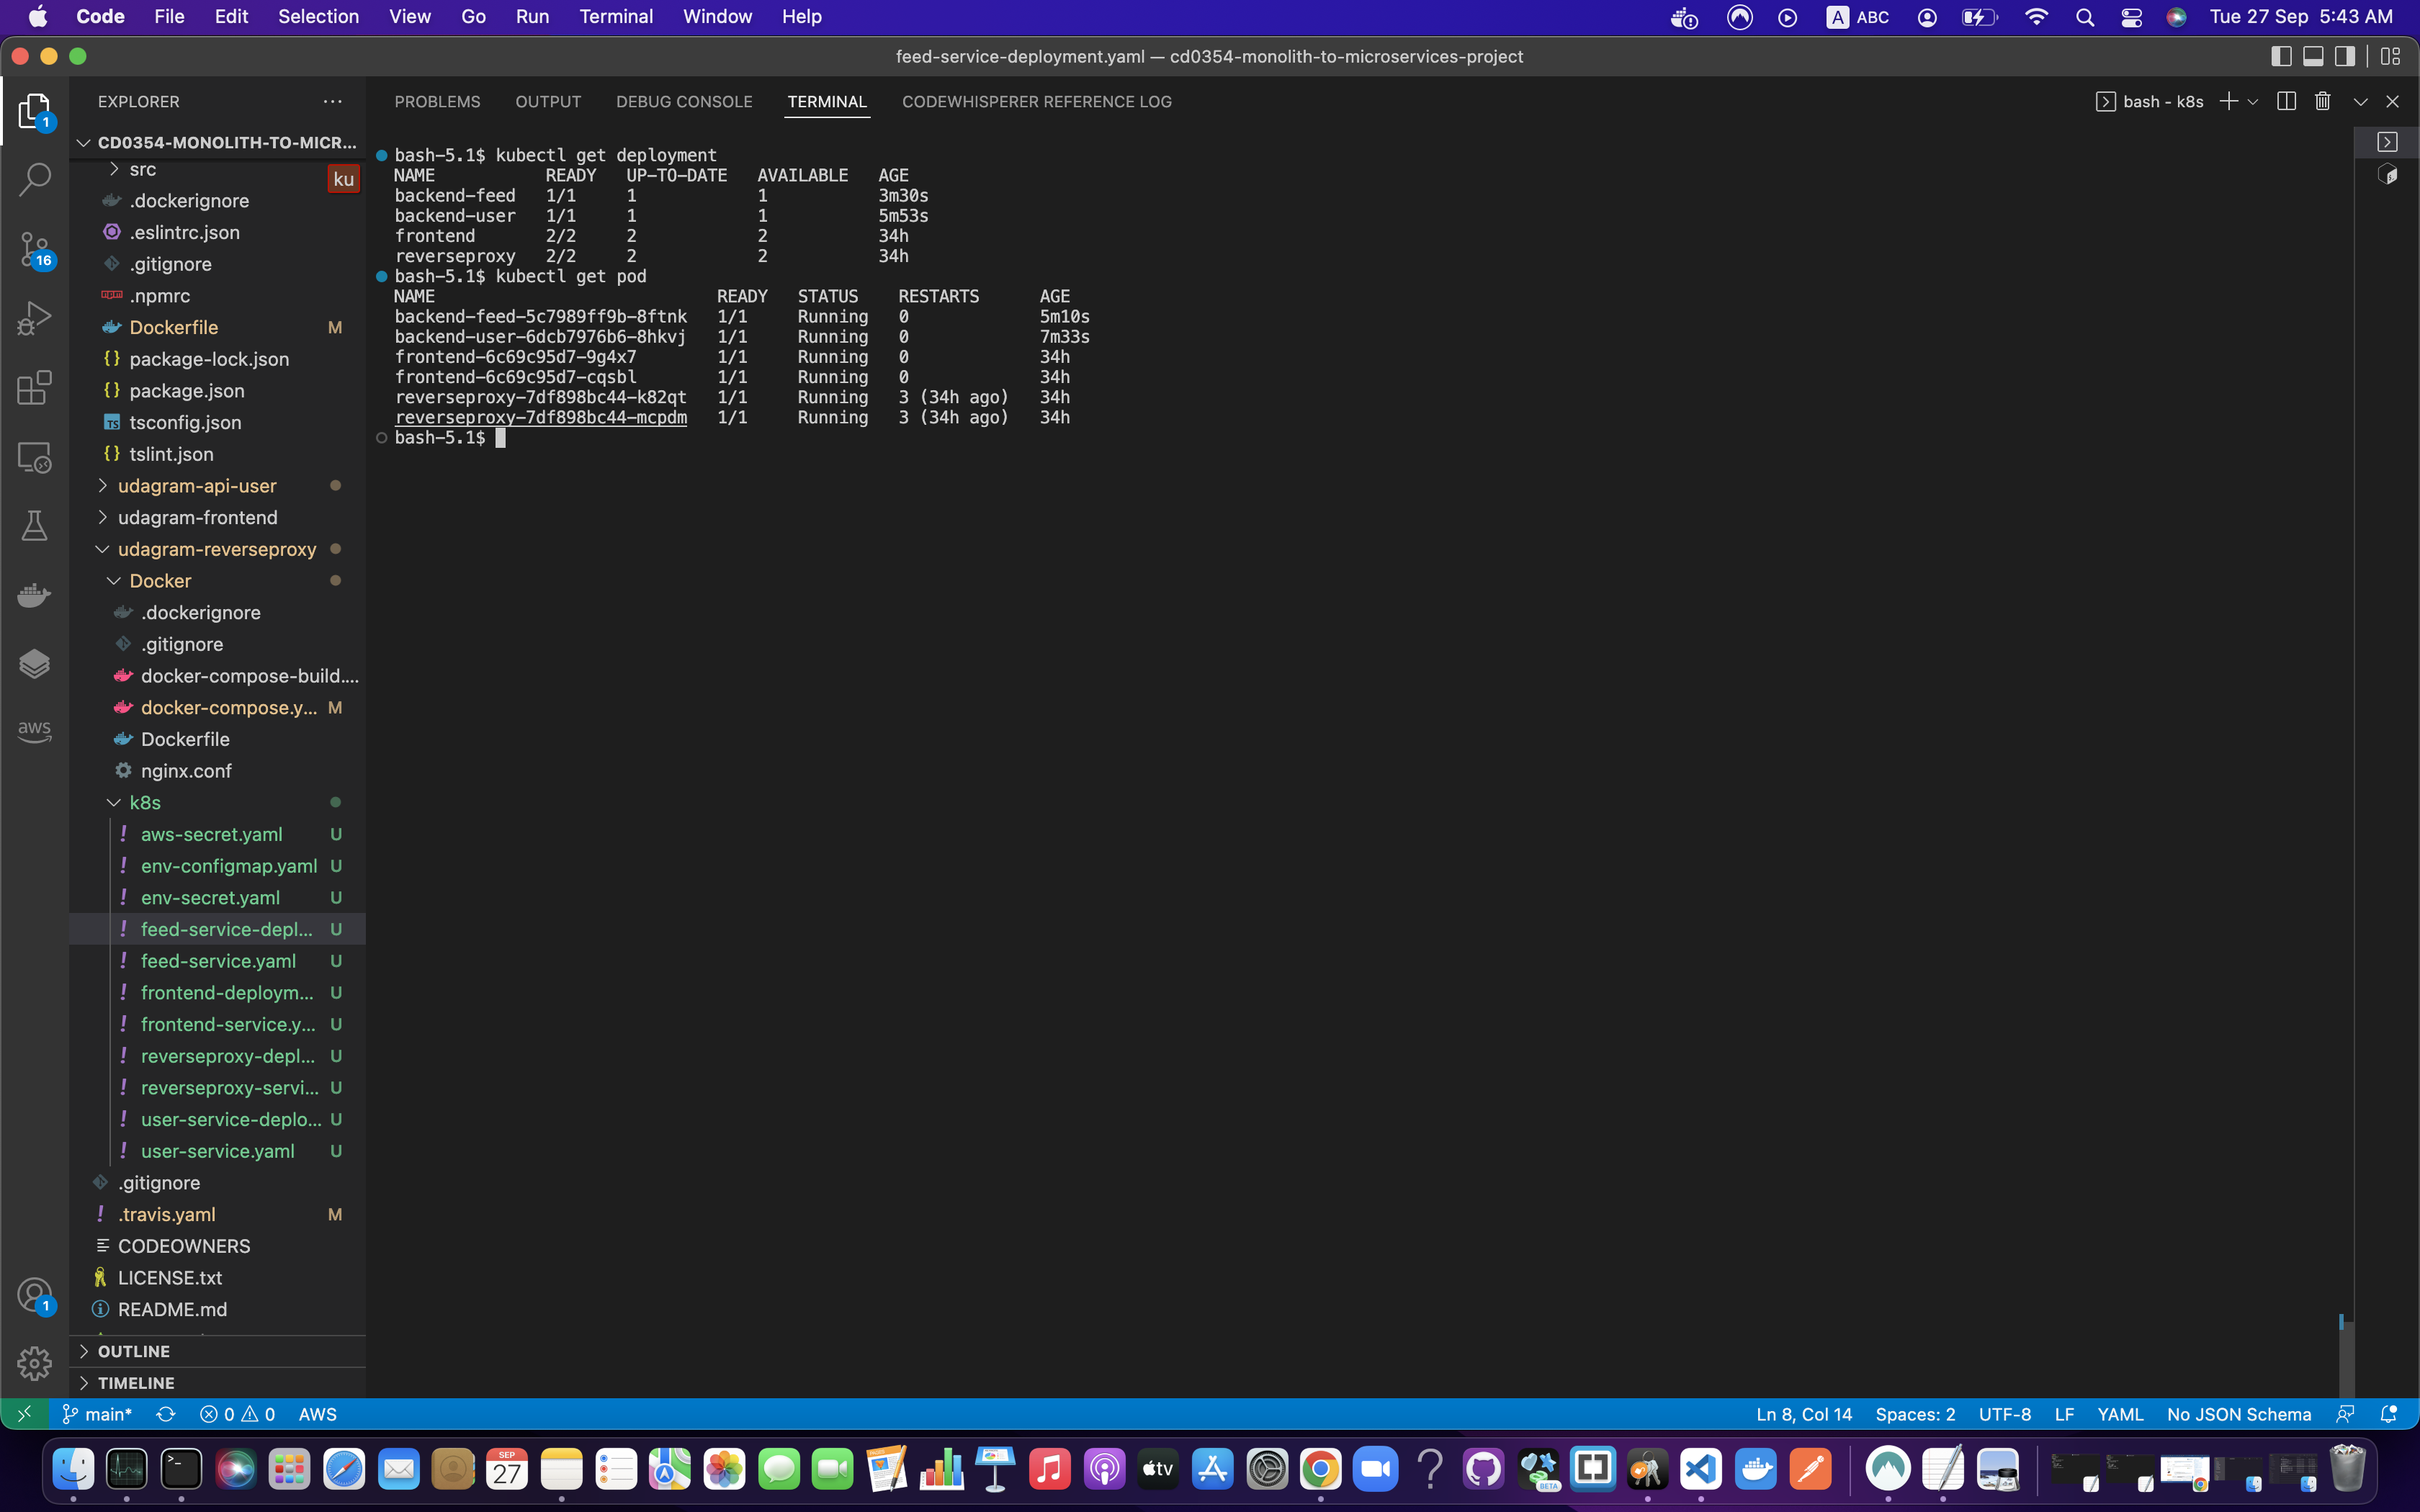 Code File Edit Selection View Go Run Terminal Window Help
A ABC Tue 27 Sep 5:43 AM
feed-service-deployment.yaml — cd0354-monolith-to-microservices-project
EXPLORER ...
PROBLEMS OUTPUT DEBUG CONSOLE TERMINAL CODEWHISPERER REFERENCE LOG
bash - k8s
CD0354-MONOLITH-TO-MICR...
src
ku
.dockerignore
.eslintrc.json
.gitignore
.npmrc
Dockerfile M
package-lock.json
package.json
tsconfig.json
tslint.json
udagram-api-user
udagram-frontend
udagram-reverseproxy
Docker
.dockerignore
.gitignore
docker-compose-build....
docker-compose.y... M
Dockerfile
nginx.conf
k8s
aws-secret.yaml U
env-configmap.yaml U
env-secret.yaml U
feed-service-depl... U
feed-service.yaml U
frontend-deploym... U
frontend-service.y... U
reverseproxy-depl... U
reverseproxy-servi... U
user-service-deplo... U
user-service.yaml U
.gitignore
.travis.yaml M
CODEOWNERS
LICENSE.txt
README.md
OUTLINE
TIMELINE
1
16
aws
1
bash-5.1$ kubectl get deployment
NAME READY UP-TO-DATE AVAILABLE AGE
backend-feed 1/1 1 1 3m30s
backend-user 1/1 1 1 5m53s
frontend 2/2 2 2 34h
reverseproxy 2/2 2 2 34h
bash-5.1$ kubectl get pod
NAME READY STATUS RESTARTS AGE
backend-feed-5c7989ff9b-8ftnk 1/1 Running 0 5m10s
backend-user-6dcb7976b6-8hkvj 1/1 Running 0 7m33s
frontend-6c69c95d7-9g4x7 1/1 Running 0 34h
frontend-6c69c95d7-cqsbl 1/1 Running 0 34h
reverseproxy-7df898bc44-k82qt 1/1 Running 3 (34h ago) 34h
reverseproxy-7df898bc44-mcpdm 1/1 Running 3 (34h ago) 34h
bash-5.1$
main* 0 0 AWS
Ln 8, Col 14 Spaces: 2 UTF-8 LF YAML No JSON Schema
SEP
27
tv
BETA